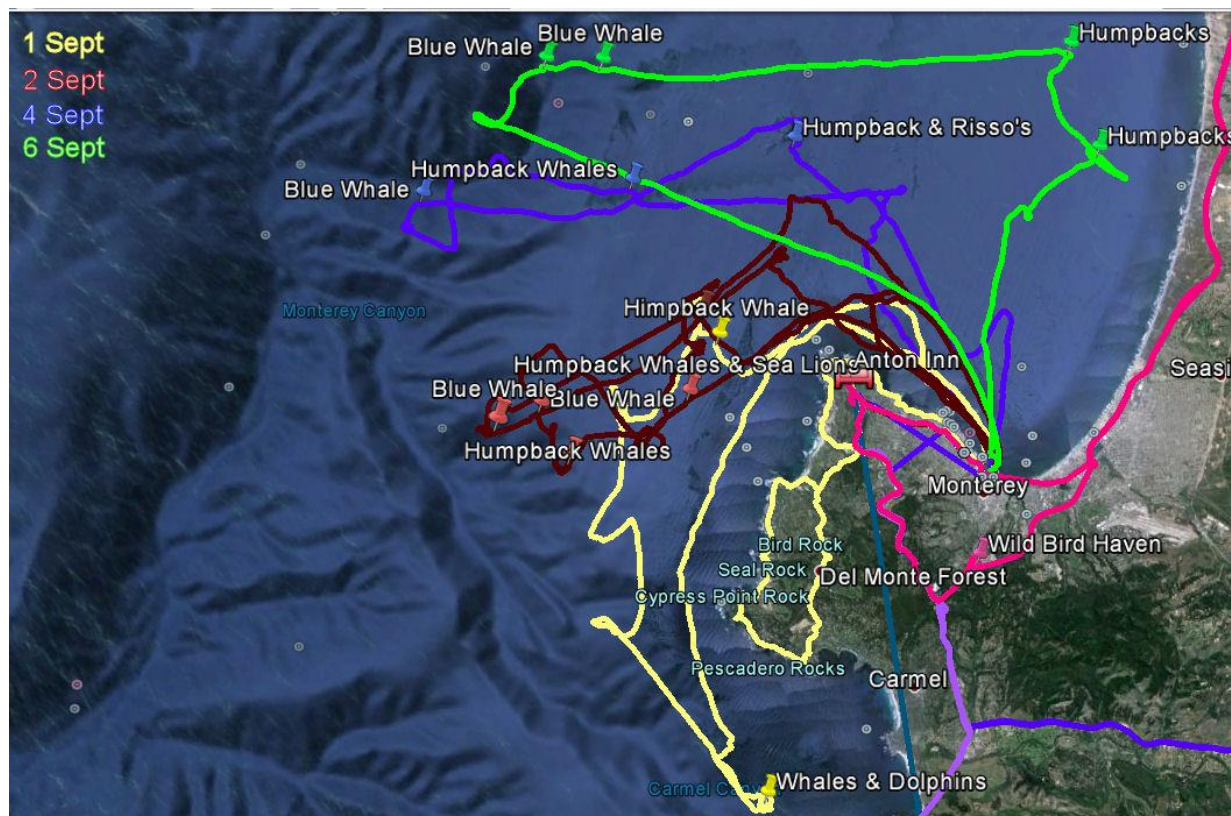 1 Sept
2 Sept
4 Sept
6 Sept
Blue Whale
Blue Whale
Humpbacks
Humpback & Risso's
Humpbacks
Humpback Whales
Blue Whale
Monterey Canyon
Himpback Whale
Humpback Whales & Sea Lions
Anton Inn
Seasi
Blue Whale
Blue Whale
Humpback Whales
Monterey
Bird Rock
Wild Bird Haven
Seal Rock
Del Monte Forest
Cypress Point Rock
Pescadero Rocks
Carmel
Carmel Cany
Whales & Dolphins